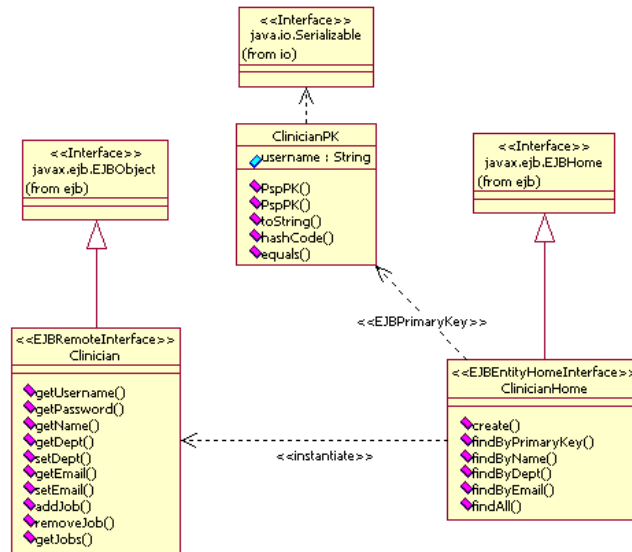 <<Interface>>
java.io.Serializable
(from io)
ClinicianPK
username : String
PspPK()
PspPK()
toString()
hashCode()
equals()
<<Interface>>
javax.ejb.EJBObject
(from ejb)
<<Interface>>
javax.ejb.EJBHome
(from ejb)
<<EJBPrimaryKey>>
<<EJBRemoteInterface>>
Clinician
getUsername()
getPassword()
getName()
getDept()
setDept()
getEmail()
setEmail()
addJob()
removeJob()
getJobs()
<<instantiate>>
<<EJBEntityHomeInterface>>
ClinicianHome
create()
findByPrimaryKey()
findByName()
findByDept()
findByEmail()
findAll()